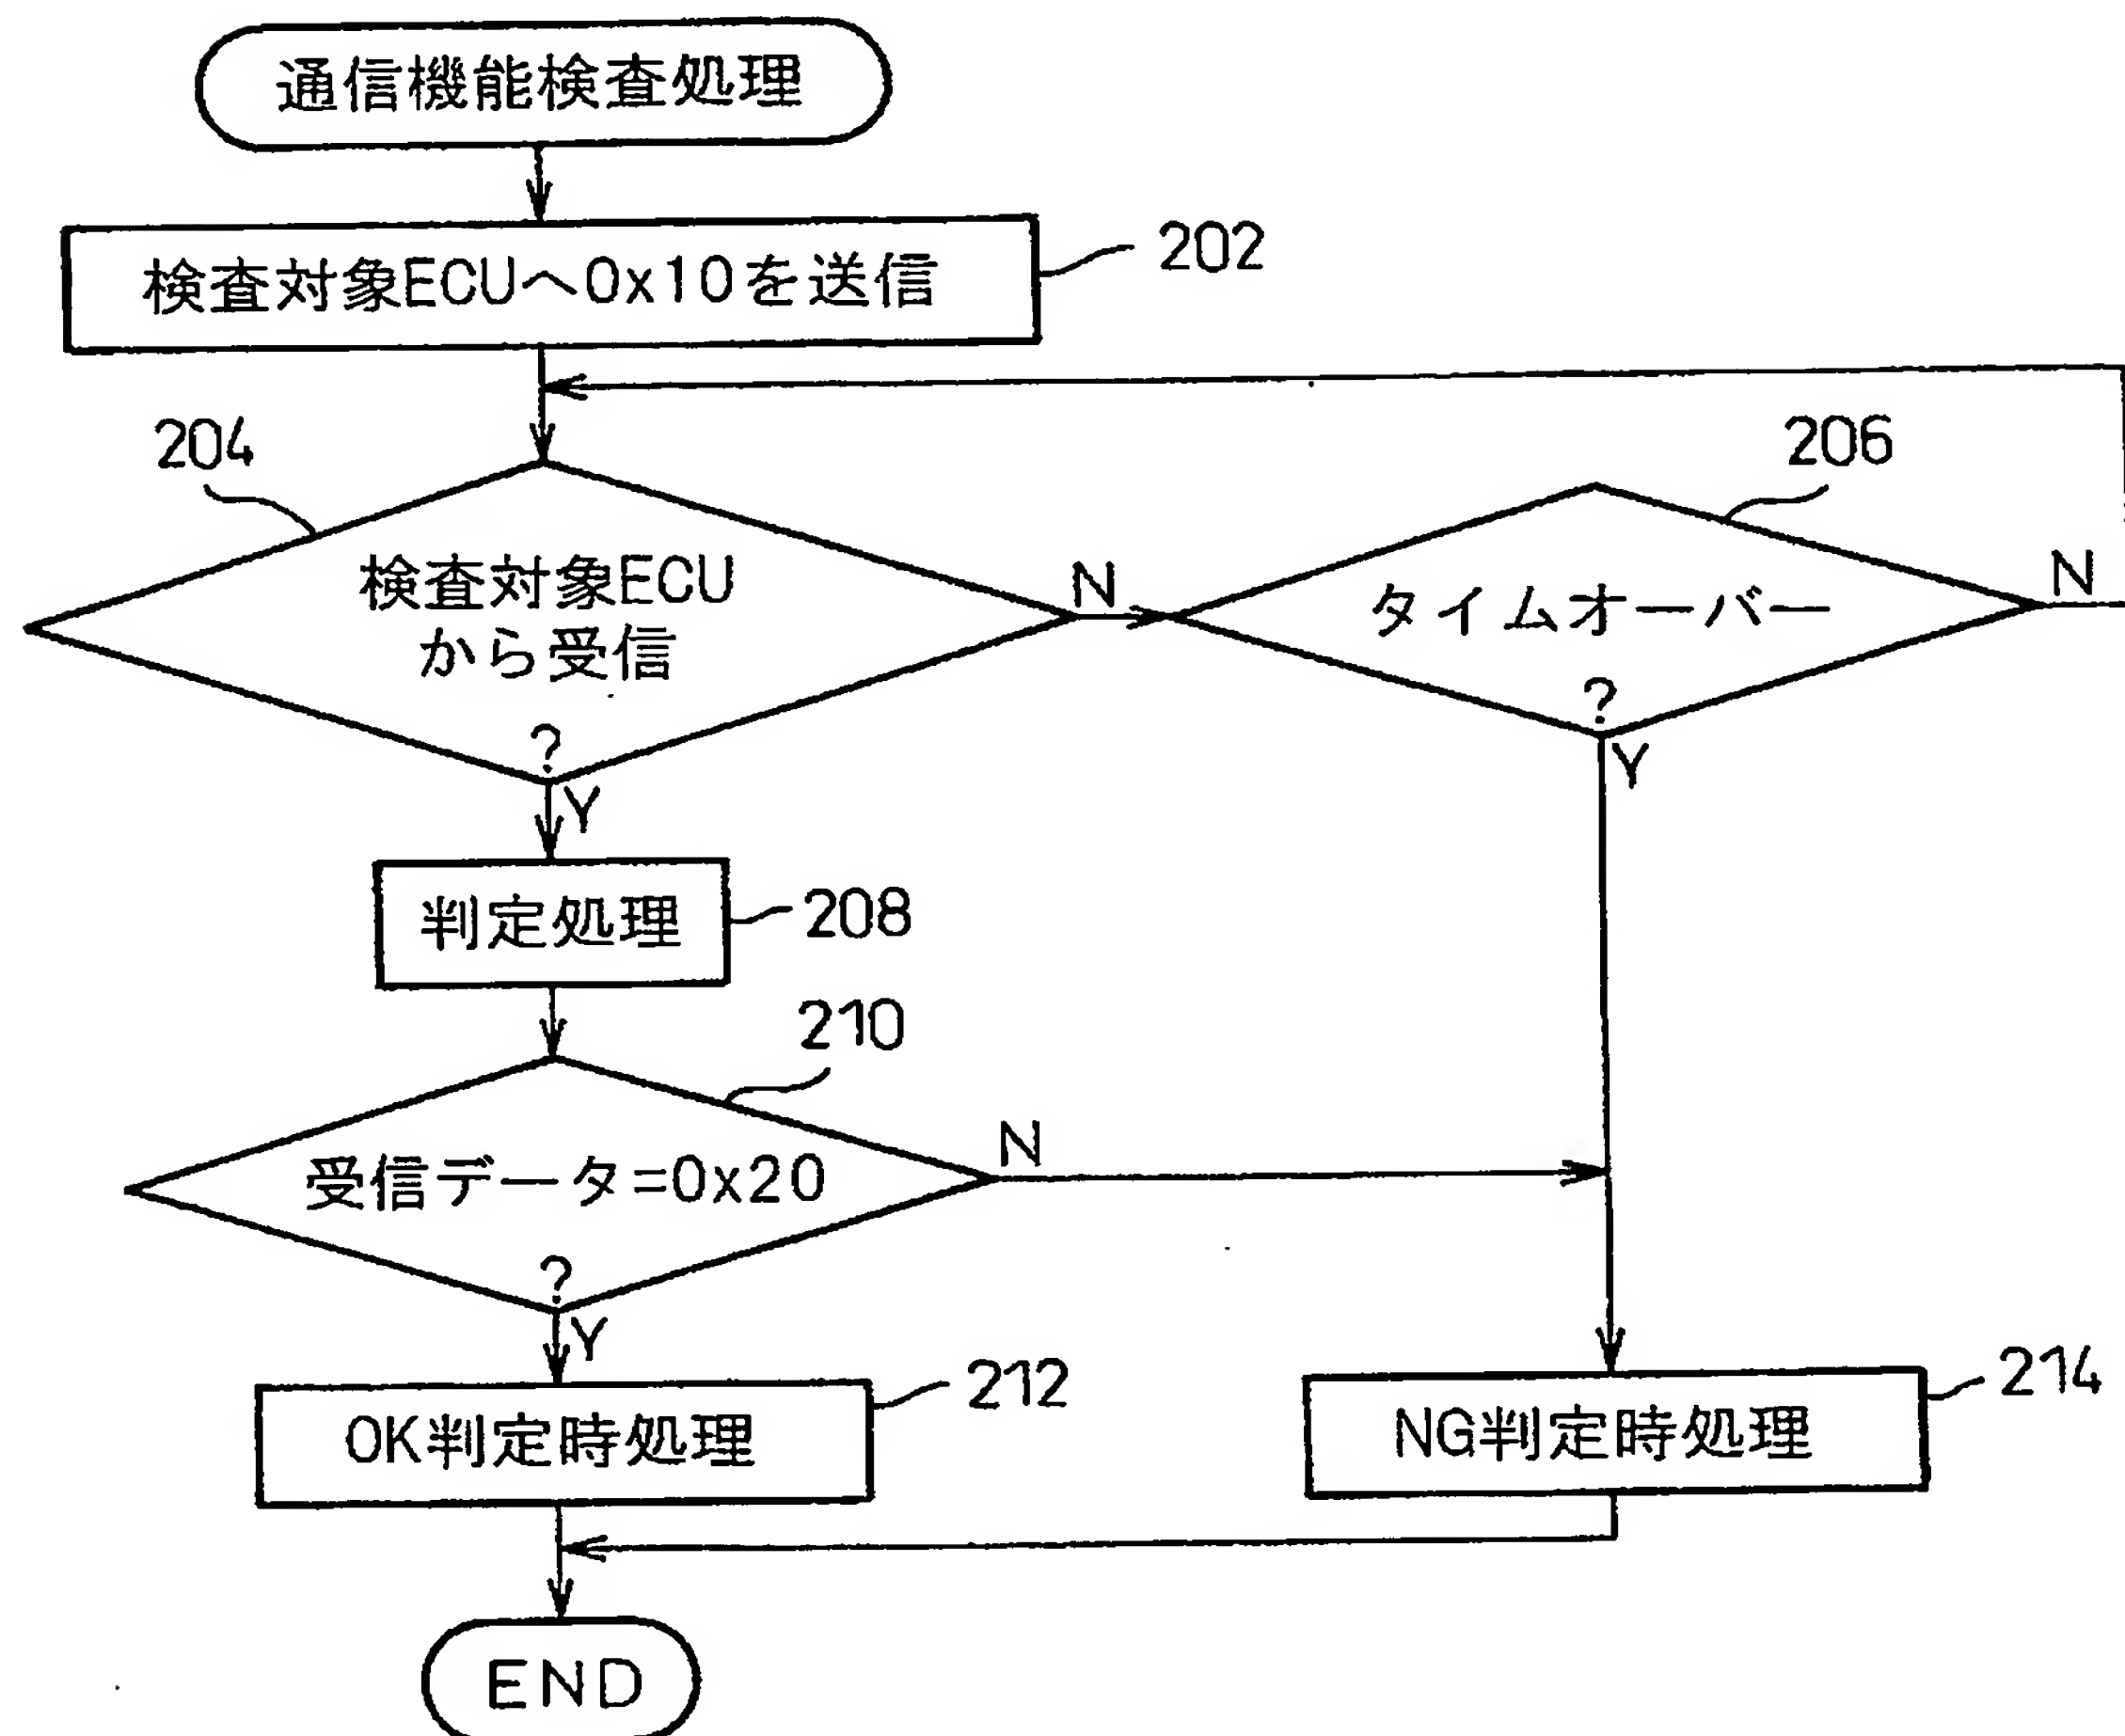 通信機能検査処理
検査対象ECUへ0x10を送信
202
204
検査対象ECU
から受信
?
N
Y
206
タイムオーバー
?
N
Y
判定処理
208
210
受信データ=0x20
?
N
Y
OK判定時処理
212
NG判定時処理
214
END